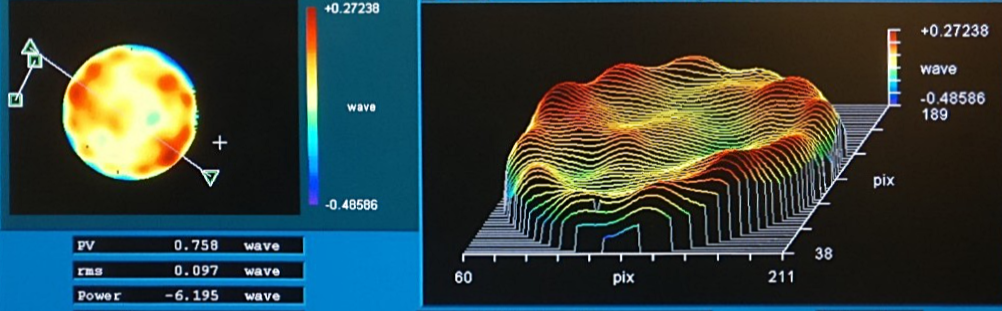 +0.27238
wave
-0.48586
PV 0.758 wave
rms 0.097 wave
Power -6.195 wave
+0.27238
wave
-0.48586
189
pix
38
60 pix 211